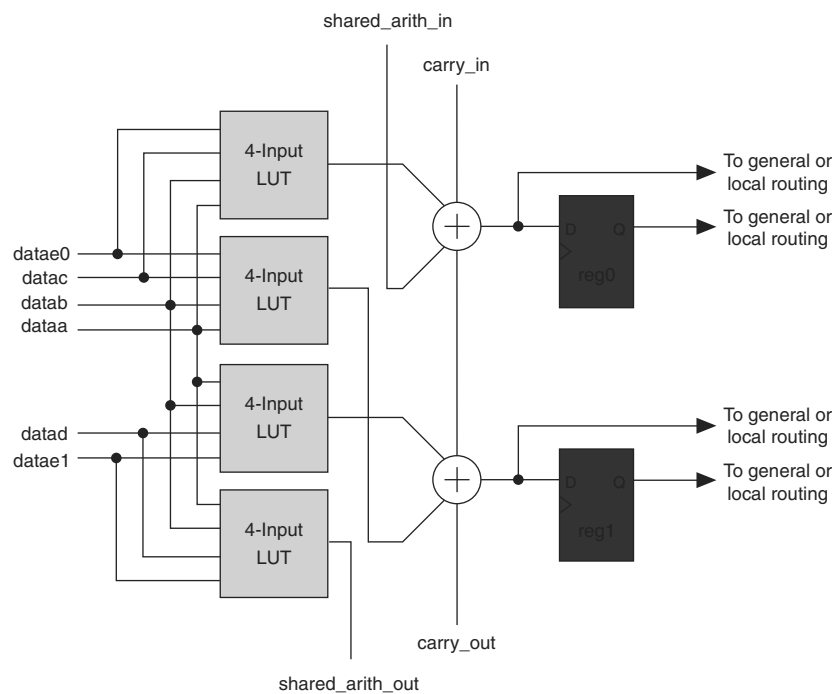 shared_arith_in
carry_in
4-Input
LUT
To general or
local routing
D Q
reg0
To general or
local routing
datae0
datac
datab
dataa
4-Input
LUT
4-Input
LUT
To general or
local routing
datad
datae1
D Q
reg1
To general or
local routing
4-Input
LUT
carry_out
shared_arith_out